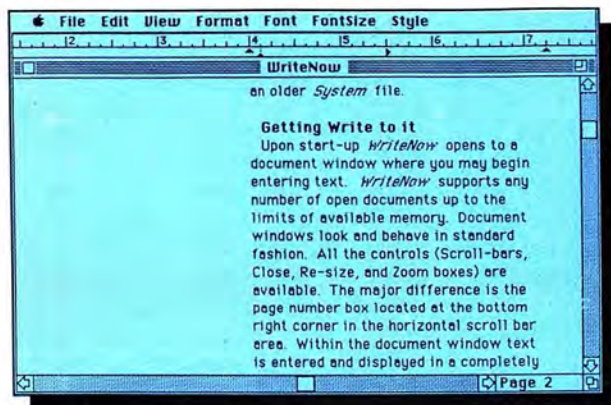 File Edit View Format Font FontSize Style
|2 |3 |4 |5 |6 |7
WriteNow
an older System file.
Getting Write to it
Upon start-up WriteNow opens to a
document window where you may begin
entering text. WriteNow supports any
number of open documents up to the
limits of available memory. Document
windows look and behave in standard
fashion. All the controls (Scroll-bars,
Close, Re-size, and Zoom boxes) are
available. The major difference is the
page number box located at the bottom
right corner in the horizontal scroll bar
area. Within the document window text
is entered and displayed in a completely
Page 2